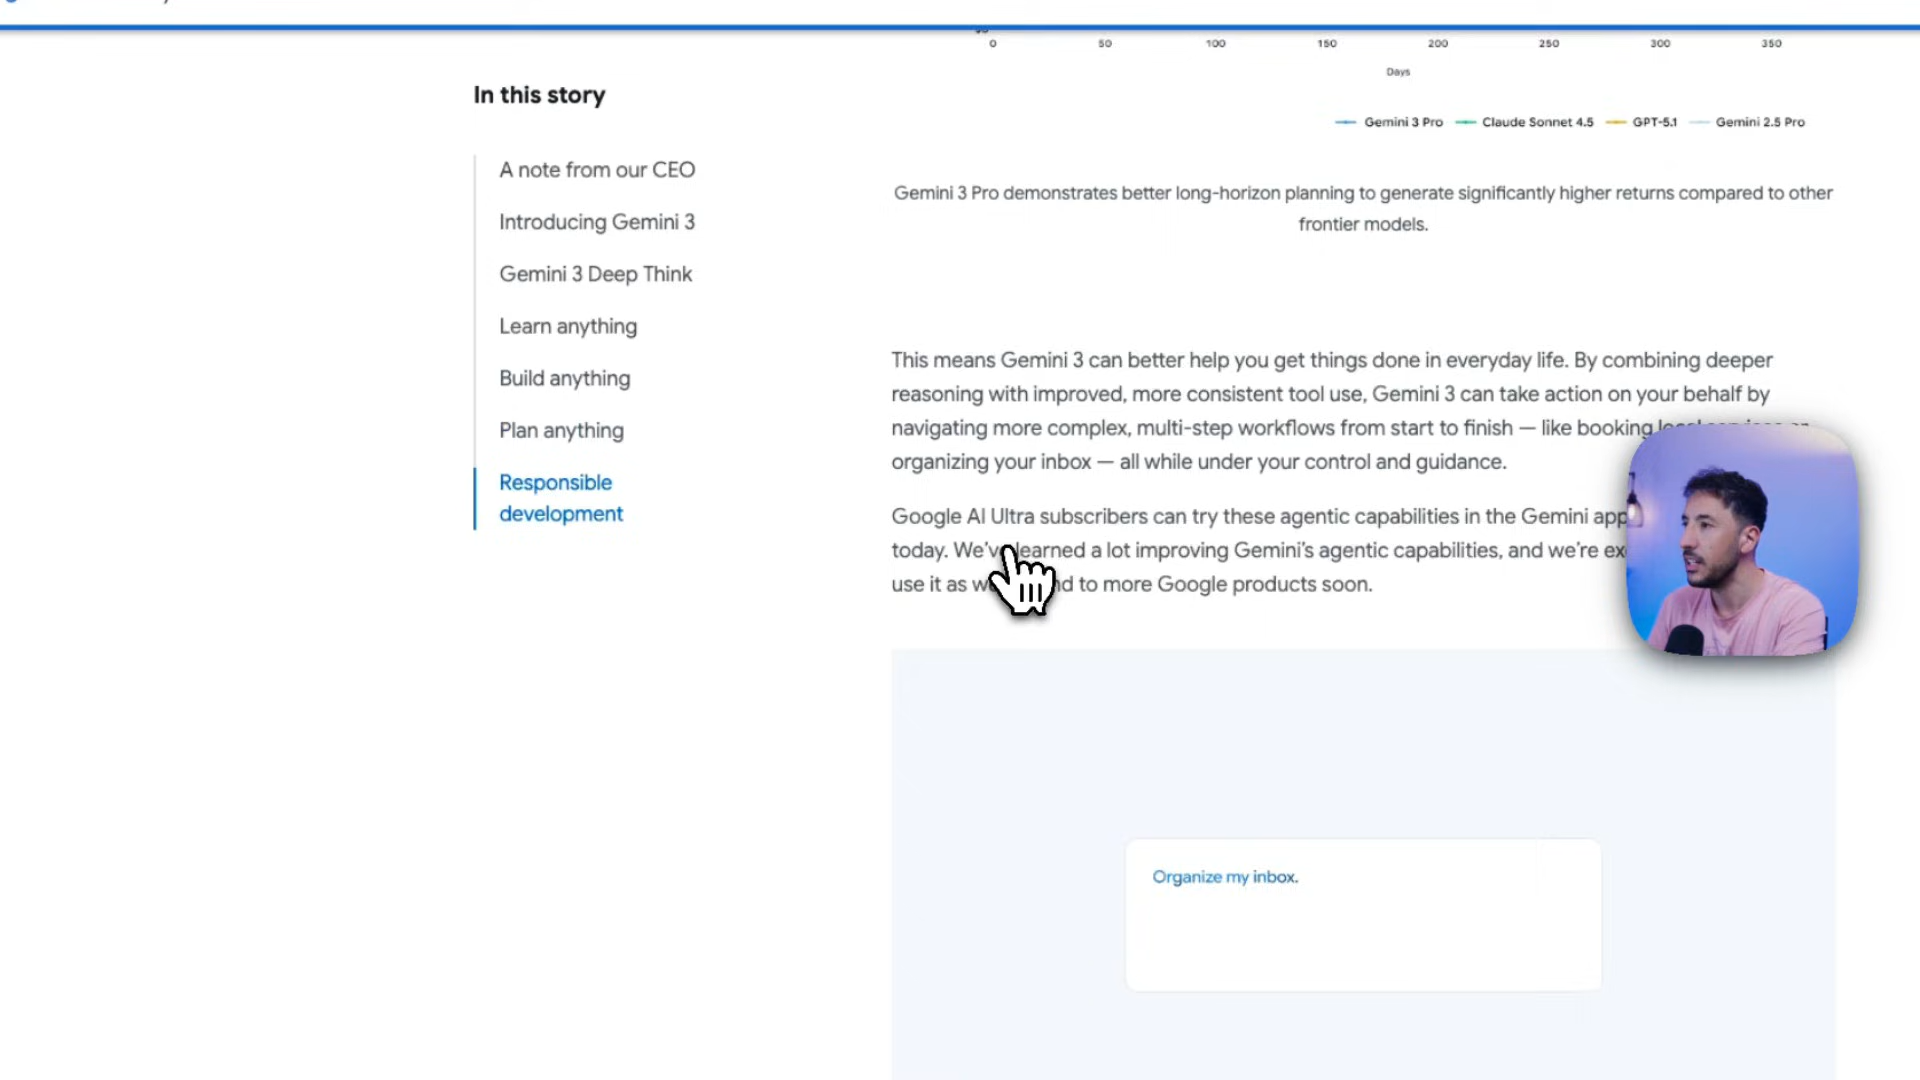 0 50 100 150 200 250 300 350
Days
Gemini 3 Pro Claude Sonnet 4.5 GPT-5.1 Gemini 2.5 Pro
Gemini 3 Pro demonstrates better long-horizon planning to generate significantly higher returns compared to other
frontier models.
In this story
A note from our CEO
Introducing Gemini 3
Gemini 3 Deep Think
Learn anything
Build anything
Plan anything
Responsible
development
This means Gemini 3 can better help you get things done in everyday life. By combining deeper
reasoning with improved, more consistent tool use, Gemini 3 can take action on your behalf by
navigating more complex, multi-step workflows from start to finish — like booking
organizing your inbox — all while under your control and guidance.
Google AI Ultra subscribers can try these agentic capabilities in the Gemini app
today. We've learned a lot improving Gemini's agentic capabilities, and we're
use it as to more Google products soon.
Organize my inbox.